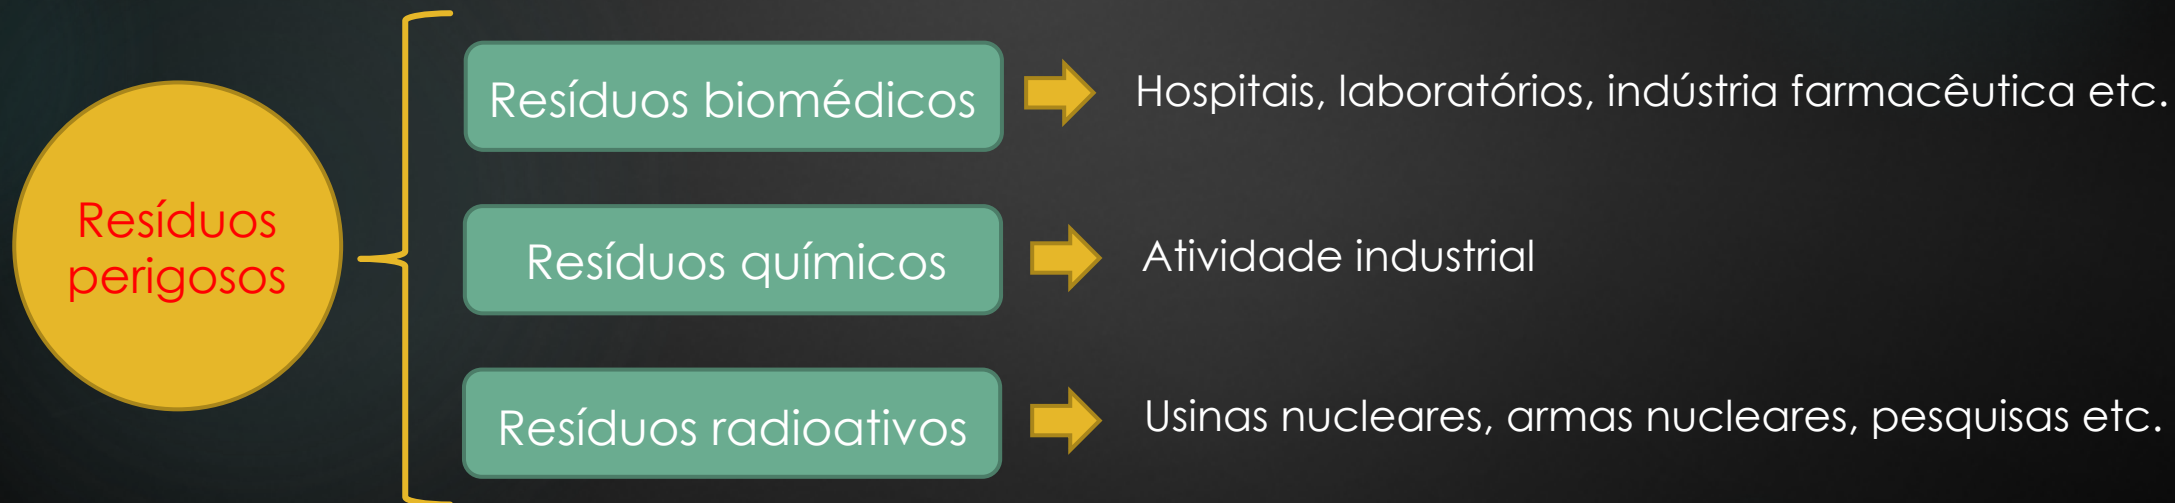 Resíduos
perigosos
Resíduos biomédicos
Hospitais, laboratórios, indústria farmacêutica etc.
Resíduos químicos
Atividade industrial
Resíduos radioativos
Usinas nucleares, armas nucleares, pesquisas etc.